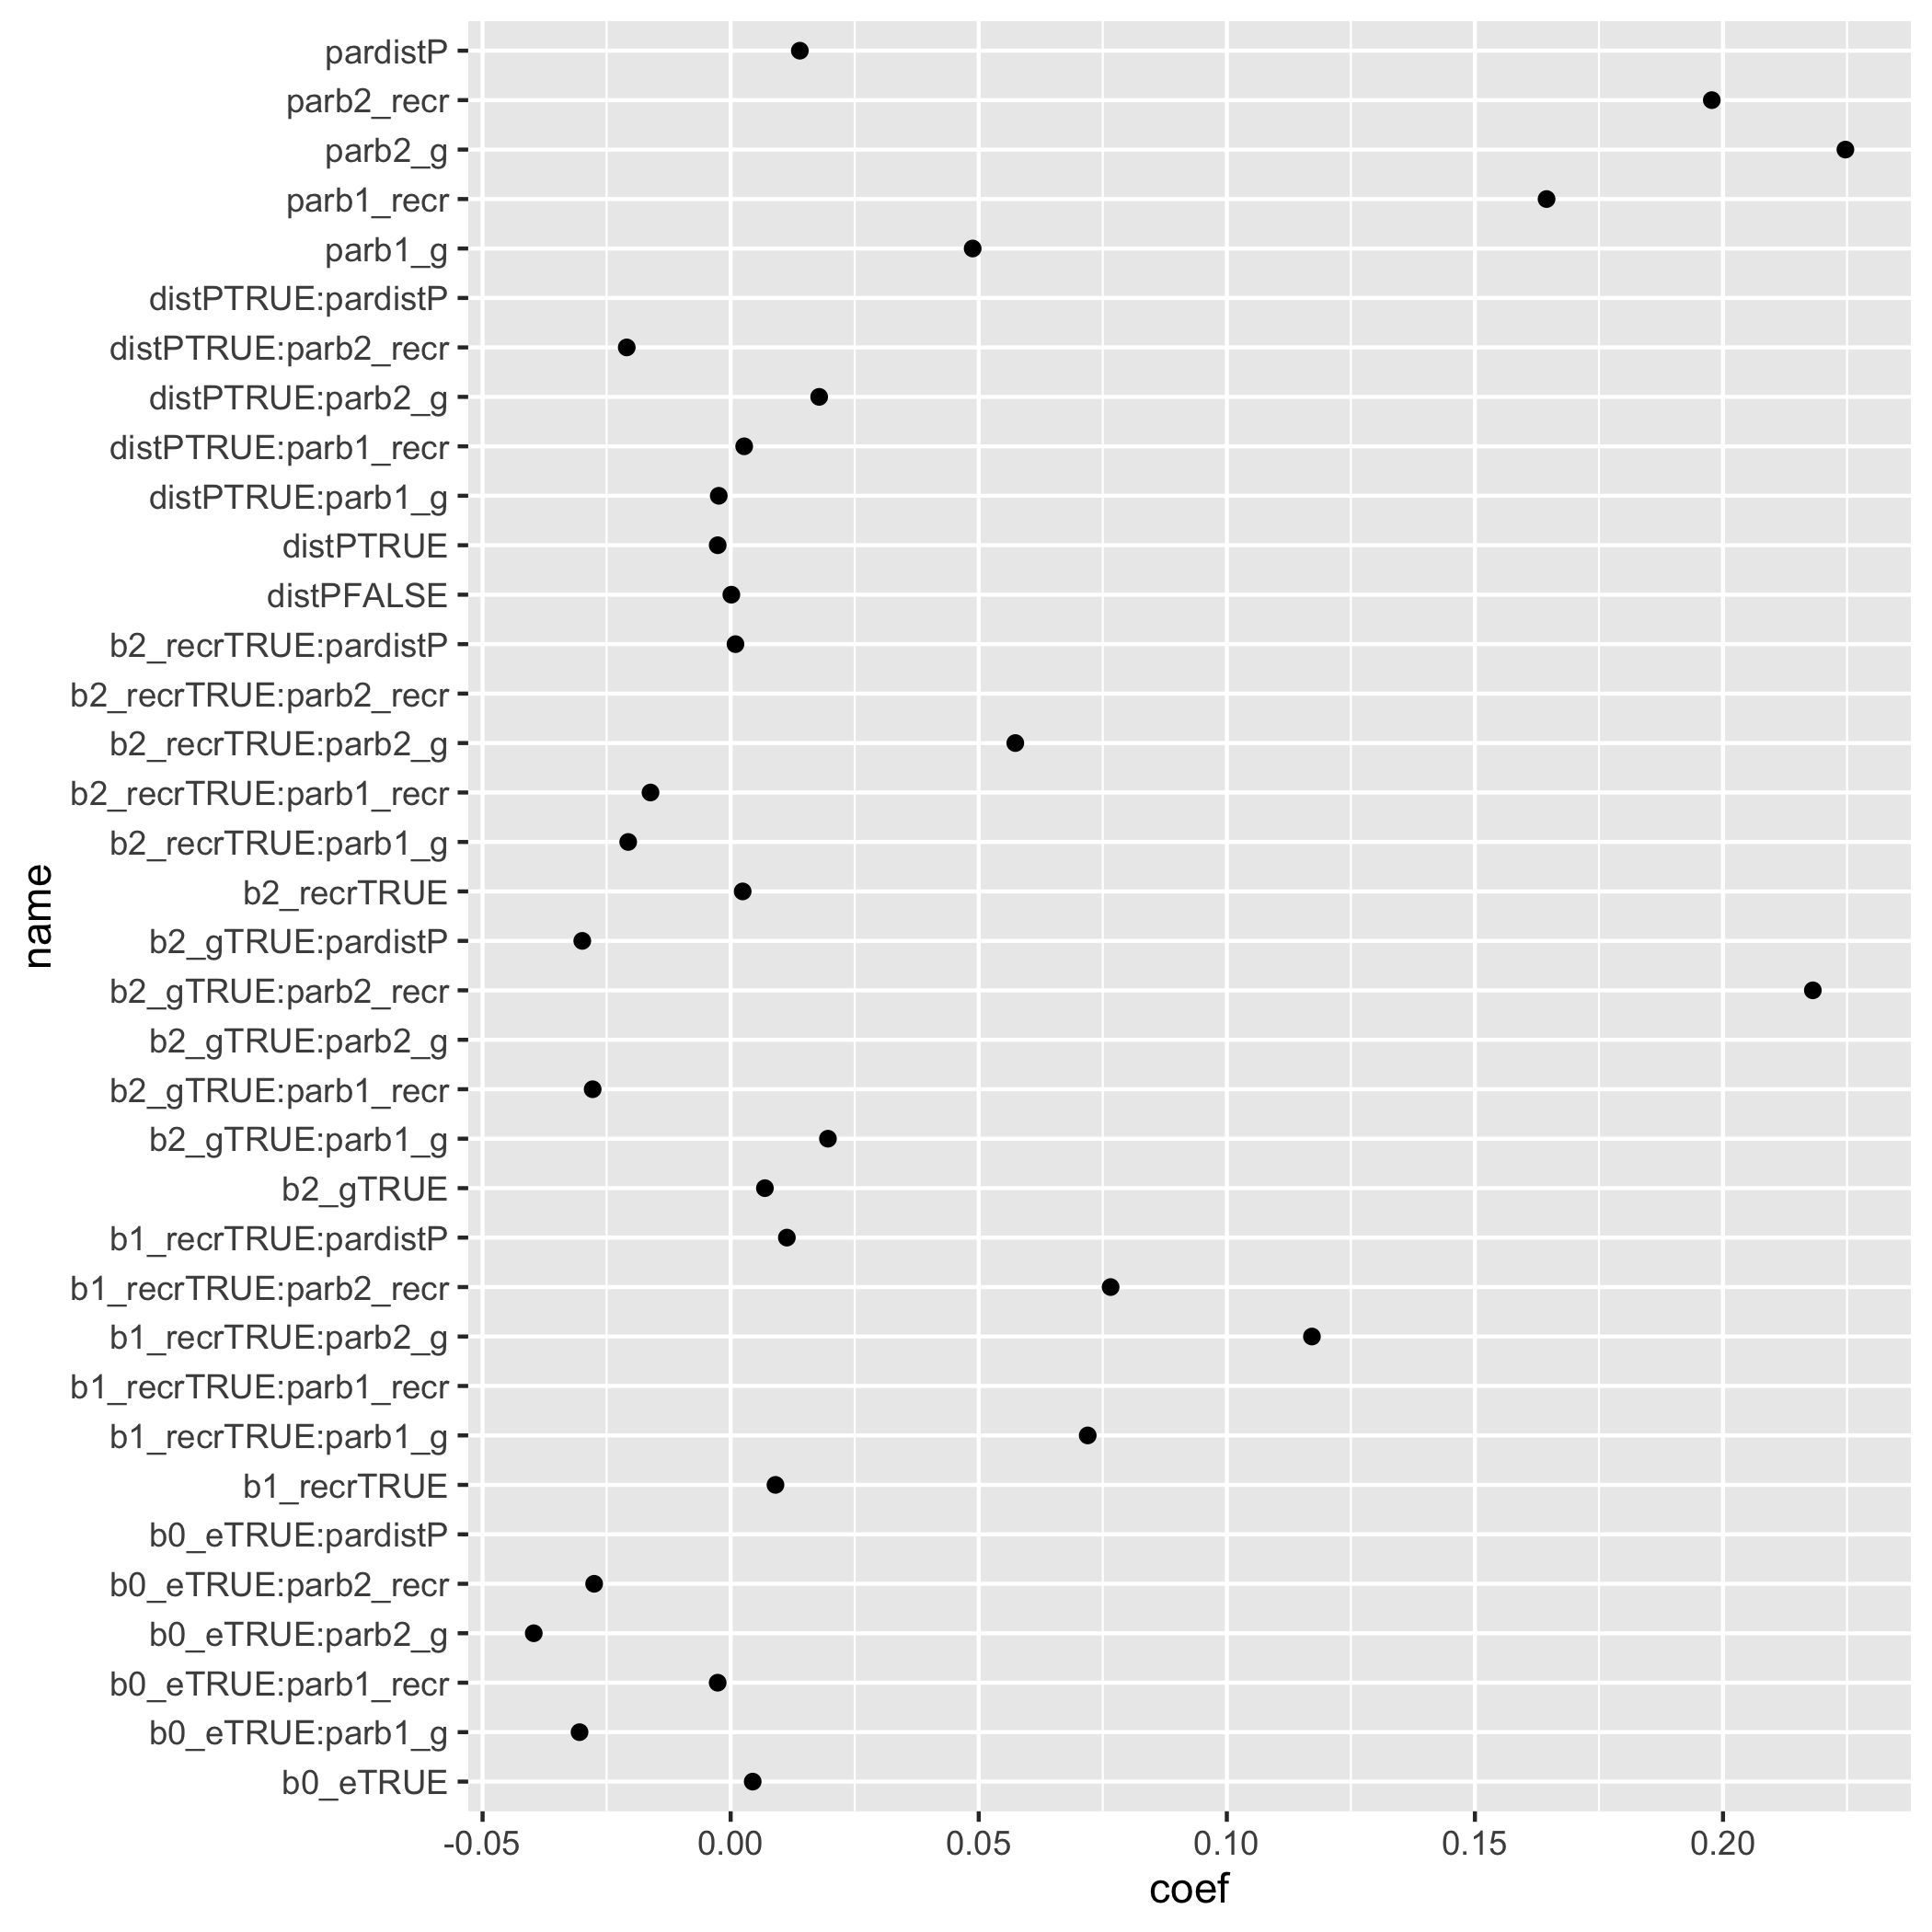 pardistP
parb2_recr
parb2_g
parb1_recr
parb1_g
distPTRUE:pardistP
distPTRUE:parb2_recr
distPTRUE:parb2_g
distPTRUE:parb1_recr
distPTRUE:parb1_g
distPTRUE
distPFALSE
b2_recrTRUE:pardistP
b2_recrTRUE:parb2_recr
b2_recrTRUE:parb2_g
b2_recrTRUE:parb1_recr
b2_recrTRUE:parb1_g
b2_recrTRUE
b2_gTRUE:pardistP
b2_gTRUE:parb2_recr
b2_gTRUE:parb2_g
b2_gTRUE:parb1_recr
b2_gTRUE:parb1_g
b2_gTRUE
b1_recrTRUE:pardistP
b1_recrTRUE:parb2_recr
b1_recrTRUE:parb2_g
b1_recrTRUE:parb1_recr
b1_recrTRUE:parb1_g
b1_recrTRUE
b0_eTRUE:pardistP
b0_eTRUE:parb2_recr
b0_eTRUE:parb2_g
b0_eTRUE:parb1_recr
b0_eTRUE:parb1_g
b0_eTRUE
name
-0.05 0.00 0.05 0.10 0.15 0.20
coef